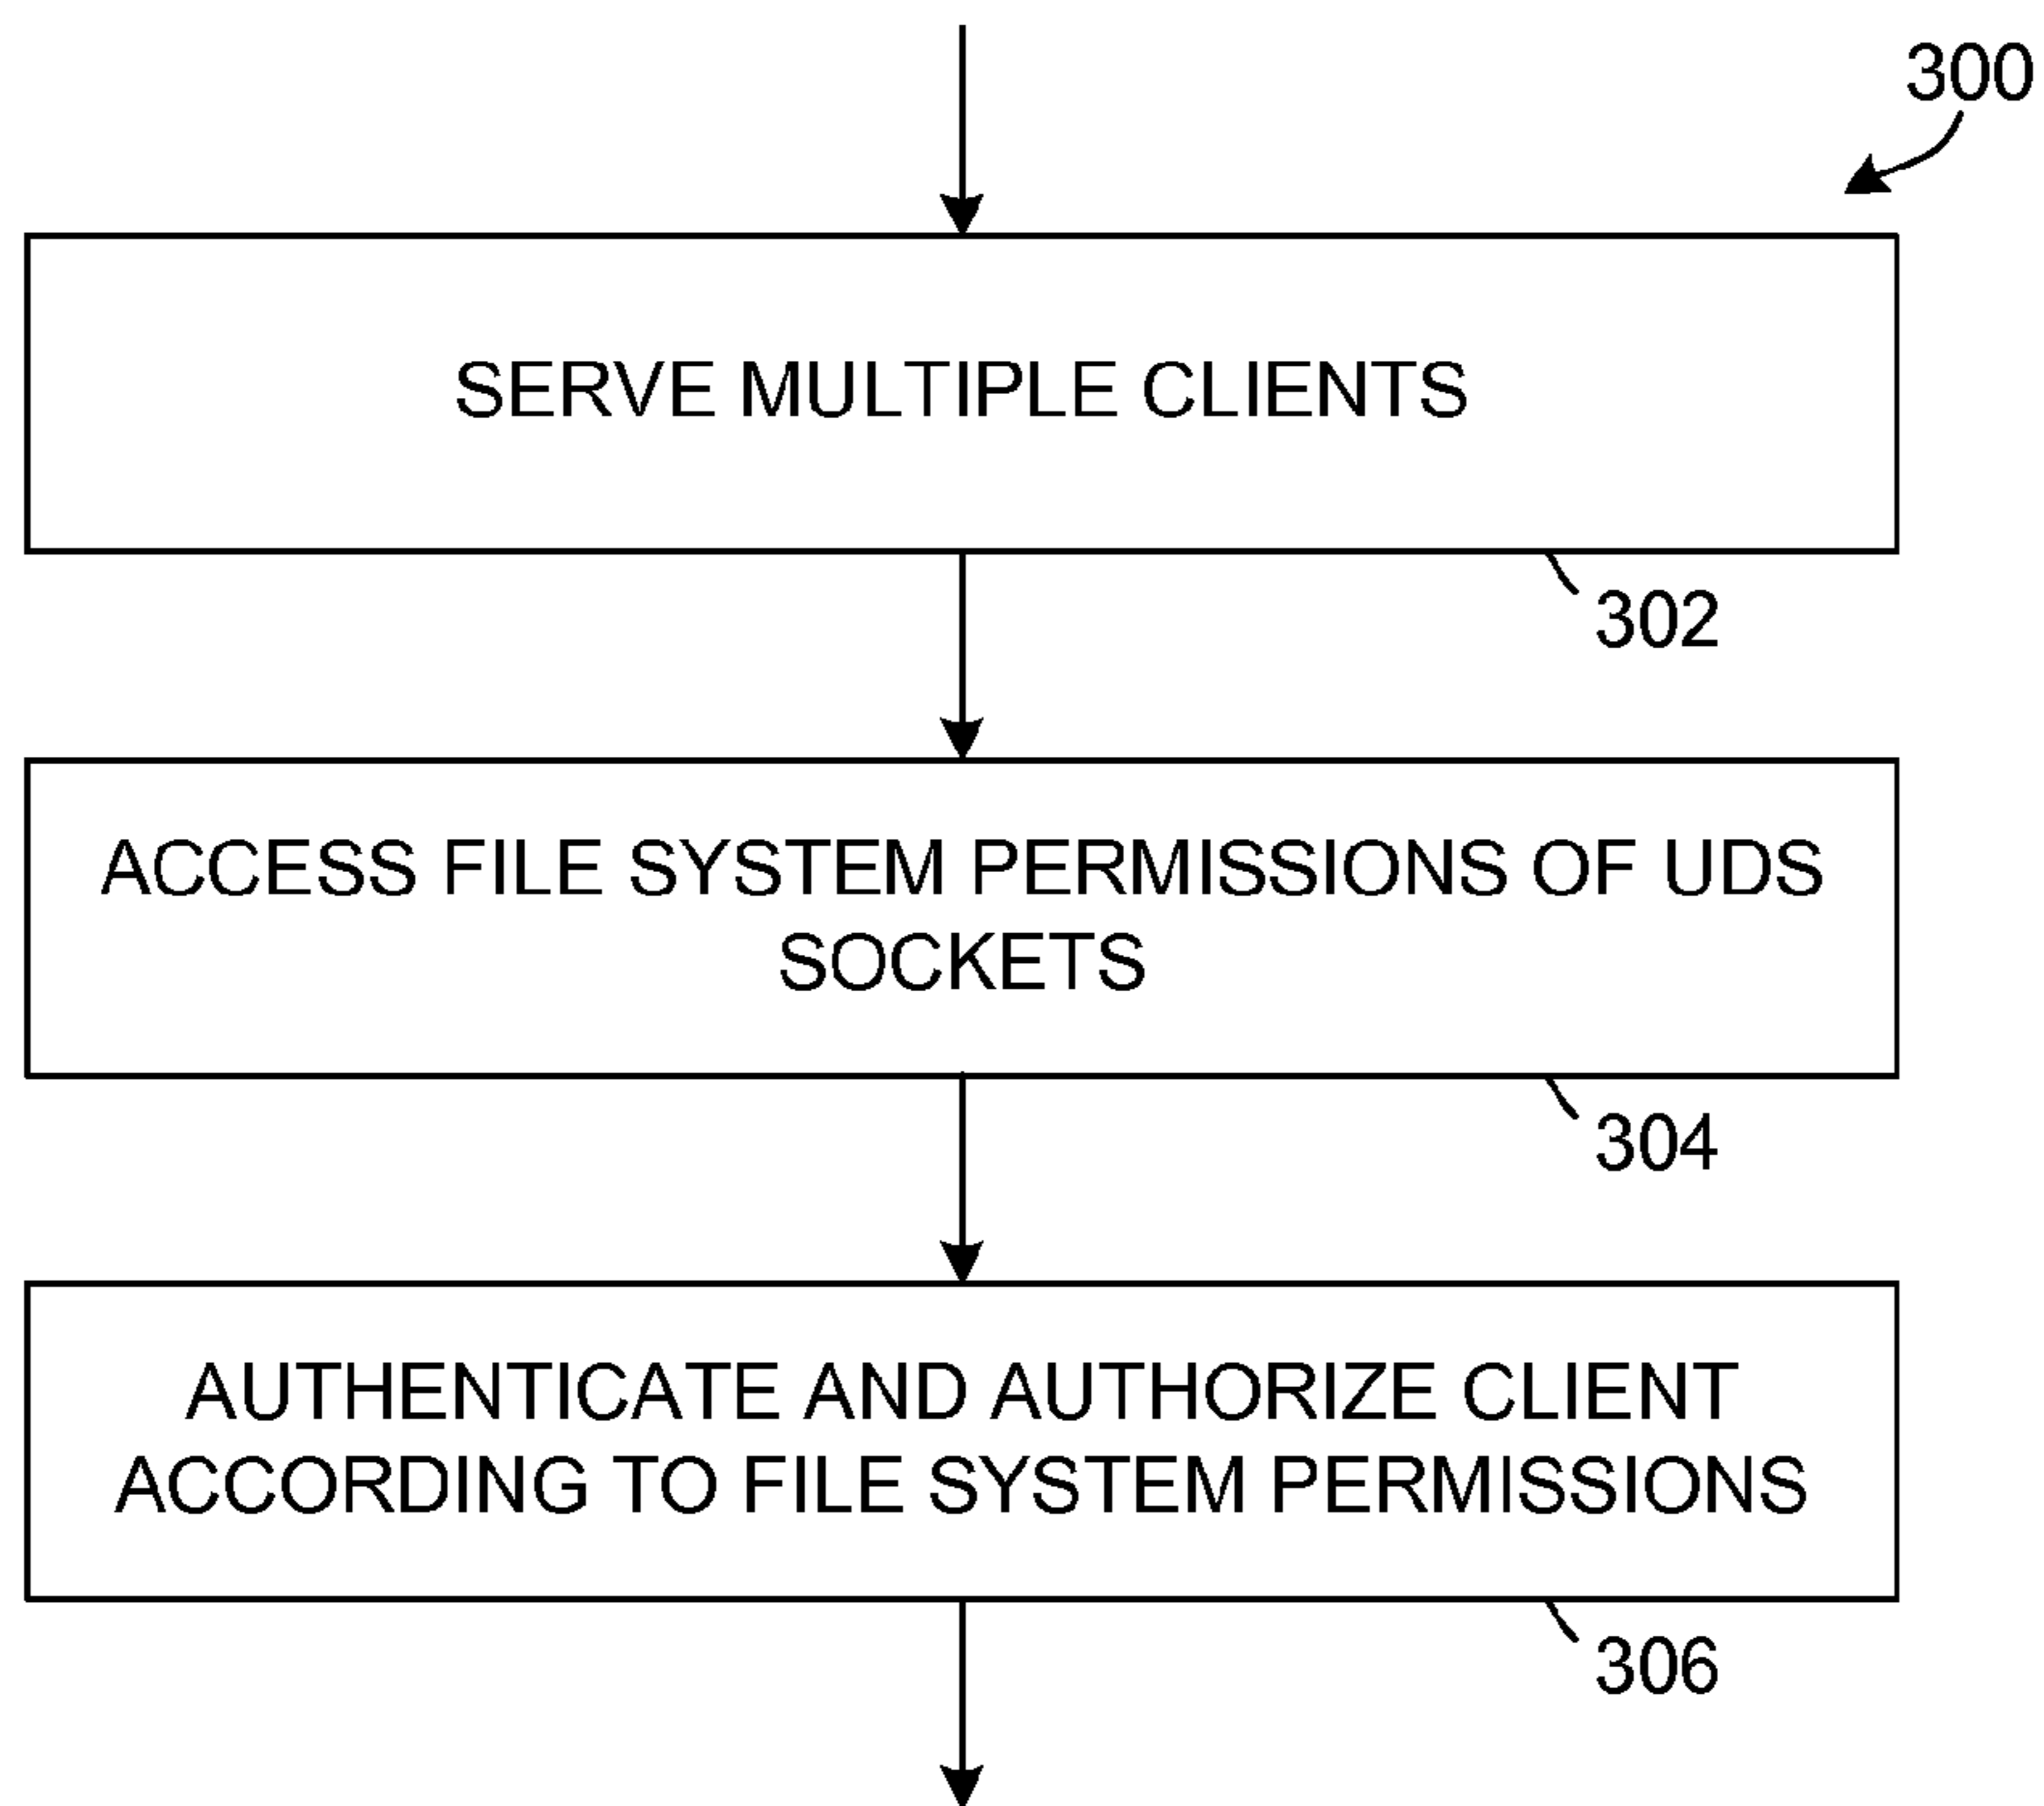 300
SERVE MULTIPLE CLIENTS
302
ACCESS FILE SYSTEM PERMISSIONS OF UDS
SOCKETS
304
AUTHENTICATE AND AUTHORIZE CLIENT
ACCORDING TO FILE SYSTEM PERMISSIONS
306